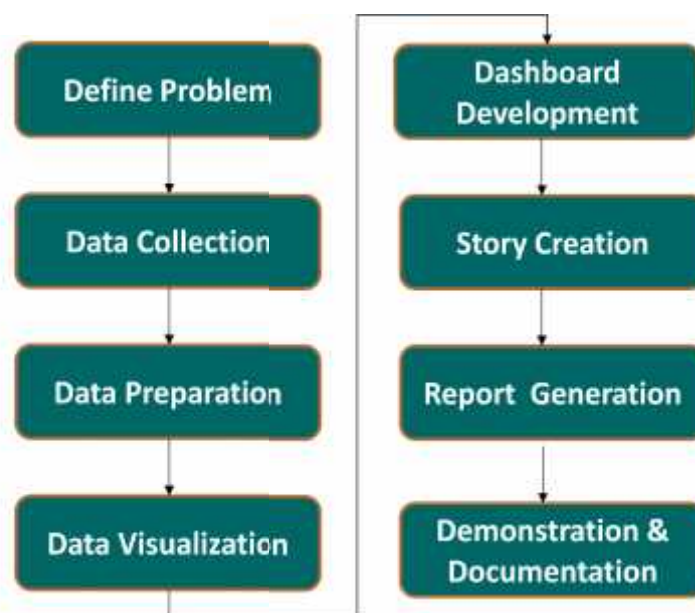 Define Problem
Data Collection
Data Preparation
Data Visualization
Dashboard
Development
Story Creation
Report Generation
Demonstration &
Documentation